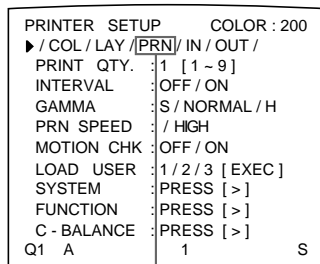 PRINTER SETUP COLOR : 200
/ COL / LAY / PRN / IN / OUT /
PRINT QTY. : 1 [ 1 ~ 9 ]
INTERVAL : OFF / ON
GAMMA : S / NORMAL / H
PRN SPEED : / HIGH
MOTION CHK : OFF / ON
LOAD USER : 1 / 2 / 3 [ EXEC ]
SYSTEM : PRESS [ > ]
FUNCTION : PRESS [ > ]
C - BALANCE : PRESS [ > ]
Q1 A 1 S